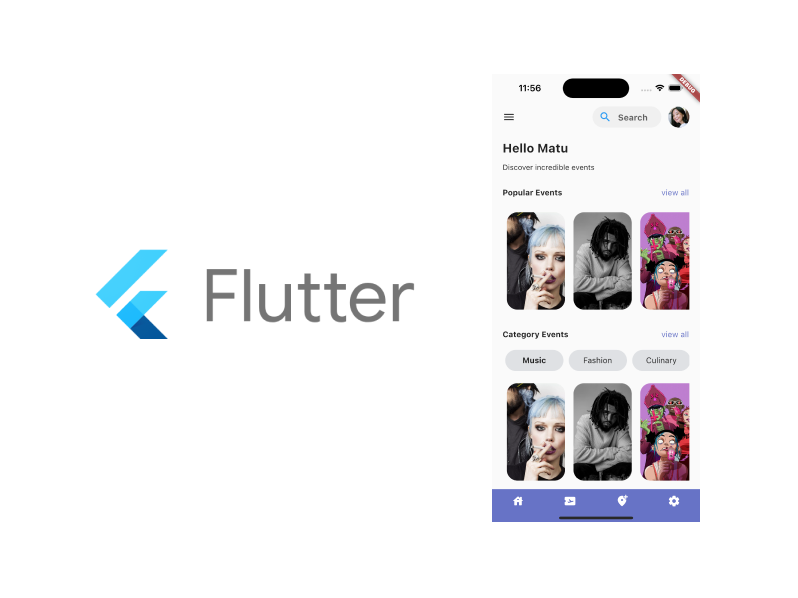 Flutter
11:56
DEBUG
Search
Hello Matu
Discover incredible events
Popular Events view all
Category Events view all
Music Fashion Culinary